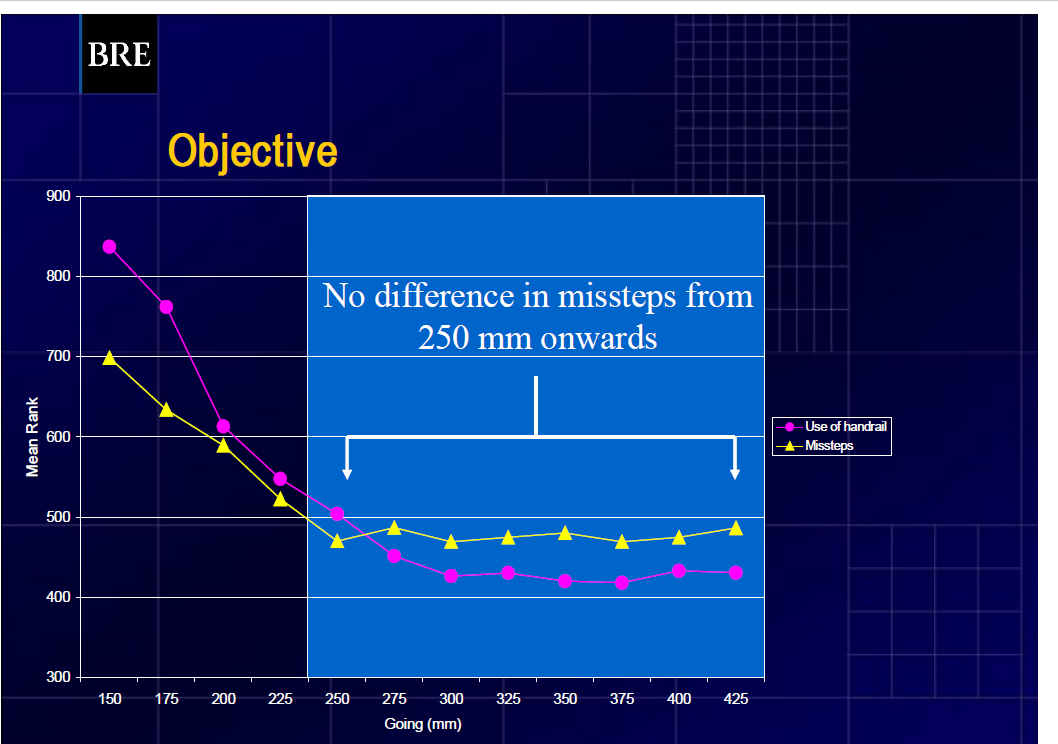 BRE
Objective
900
800
700
600
500
400
300
Mean Rank
No difference in missteps from
250 mm onwards
Use of handrail
Missteps
150 175 200 225 250 275 300 325 350 375 400 425
Going (mm)